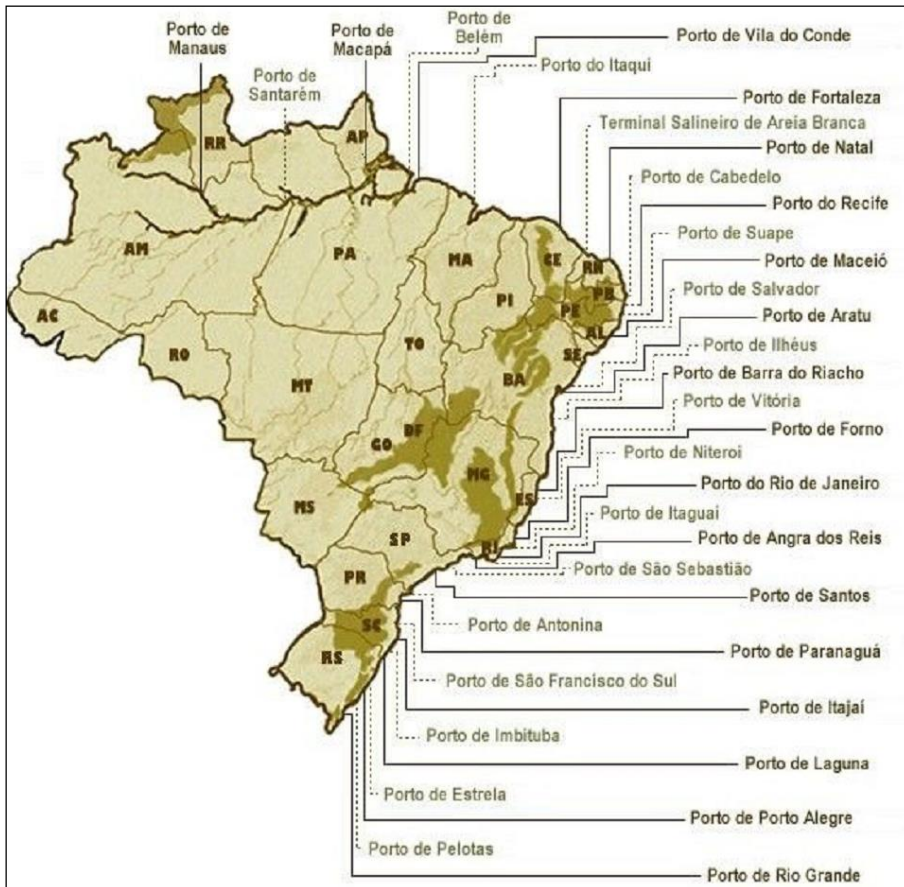 Porto de
Manaus
Porto de
Santarém
Porto de
Macapá
Porto de
Belém
Porto de Vila do Conde
Porto do Itaqui
Porto de Fortaleza
Terminal Salineiro de Areia Branca
Porto de Natal
Porto de Cabedelo
Porto do Recife
Porto de Suape
Porto de Maceió
Porto de Salvador
Porto de Aratu
Porto de Ilhéus
Porto de Barra do Riacho
Porto de Vitória
Porto de Forno
Porto de Niteroi
Porto do Rio de Janeiro
Porto de Itaguaí
Porto de Angra dos Reis
Porto de São Sebastião
Porto de Santos
Porto de Antonina
Porto de Paranaguá
Porto de São Francisco do Sul
Porto de Itajaí
Porto de Imbituba
Porto de Laguna
Porto de Estrela
Porto de Porto Alegre
Porto de Pelotas
Porto de Rio Grande
RR
AP
AM
PA
MA
CE
RN
PB
PI
PE
AL
AC
RO
TO
SE
BA
MT
DF
GO
MG
ES
MS
SP
RJ
PR
SC
RS